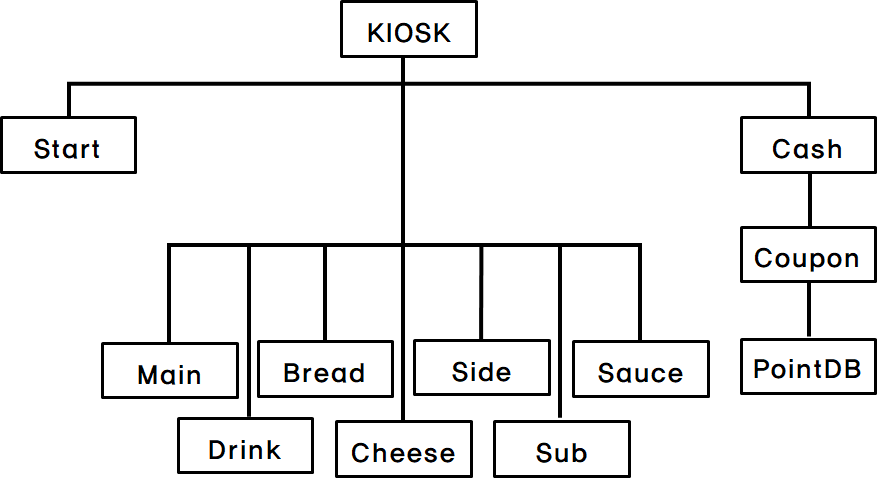 KIOSK
Start
Cash
Coupon
Main
Bread
Side
Sauce
PointDB
Drink
Cheese
Sub